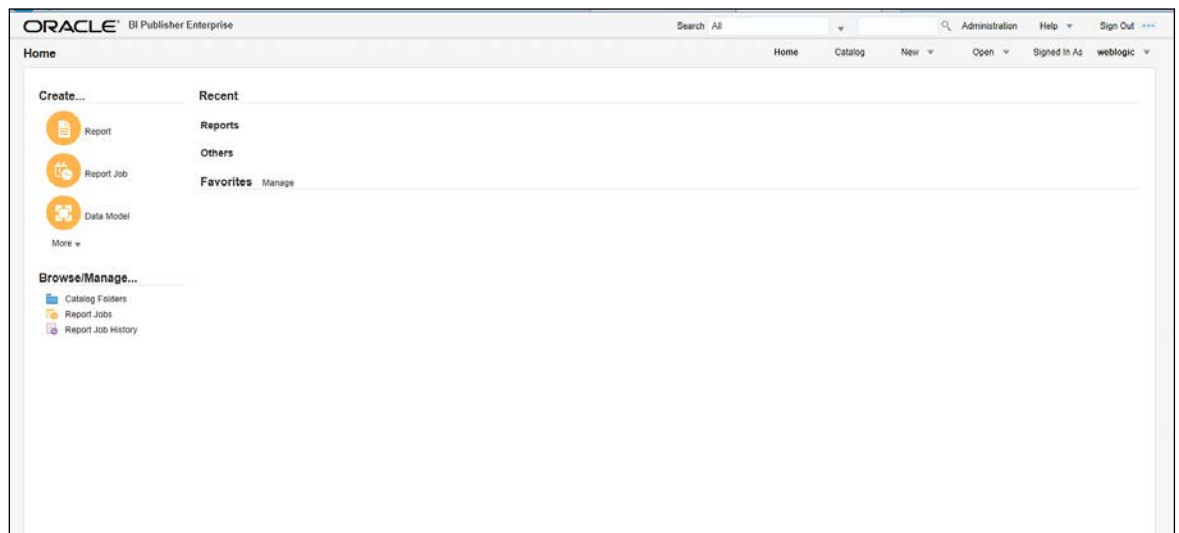 ORACLE BI Publisher Enterprise Search All Administration Help Sign Out
Home Home Catalog New Open Signed In As weblogic
Create...
Report
Report Job
Data Model
More
Browse/Manage...
Catalog Folders
Report Jobs
Report Job History
Recent
Reports
Others
Favorites Manage